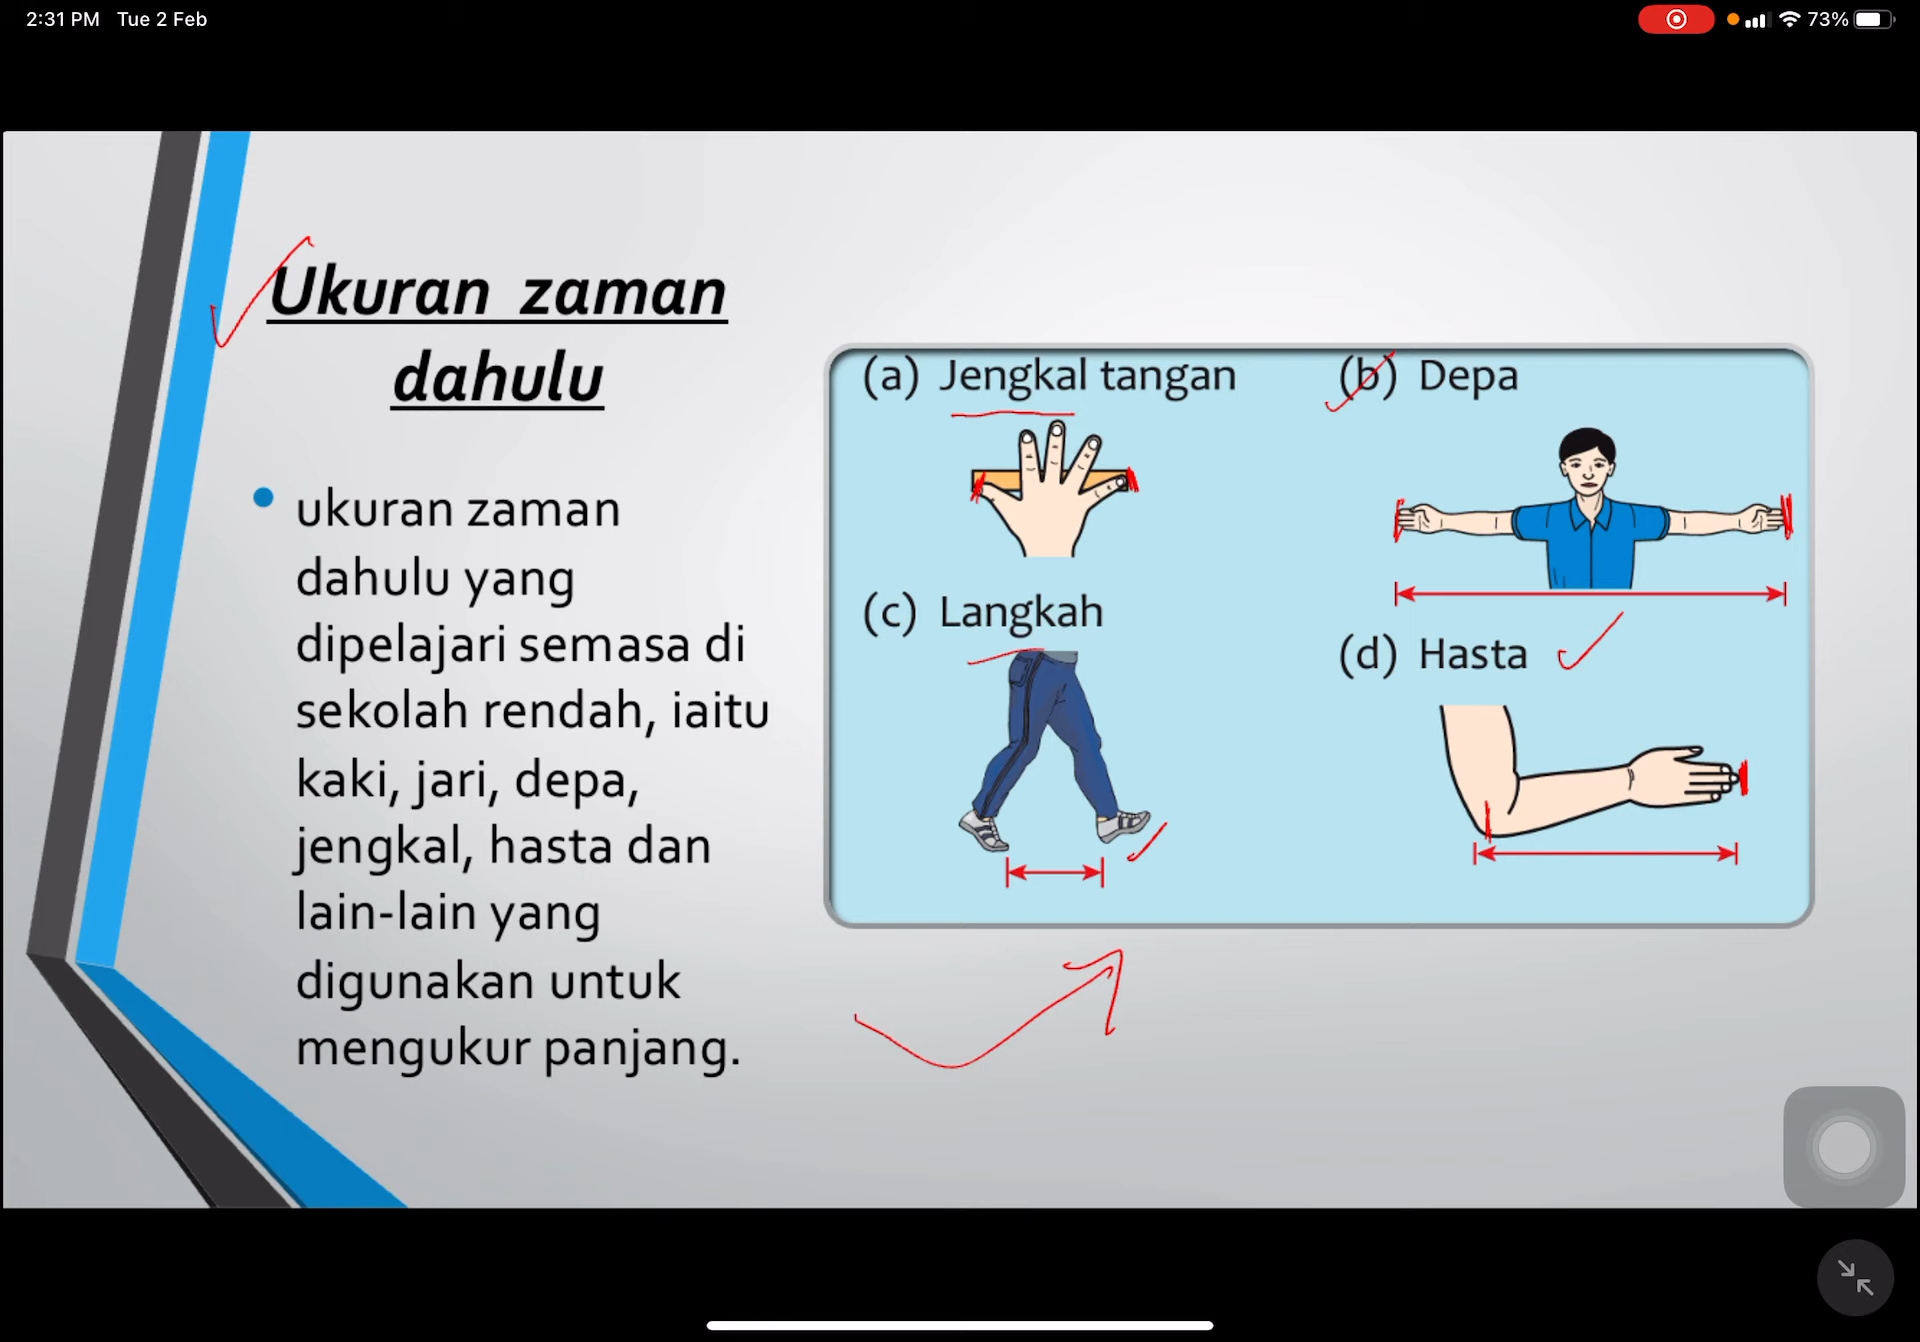 2:31 PM Tue 2 Feb
73%
Ukuran zaman
dahulu
ukuran zaman
dahulu yang
dipelajari semasa di
sekolah rendah, iaitu
kaki, jari, depa,
jengkal, hasta dan
lain-lain yang
digunakan untuk
mengukur panjang.
(a) Jengkal tangan
(b) Depa
(c) Langkah
(d) Hasta